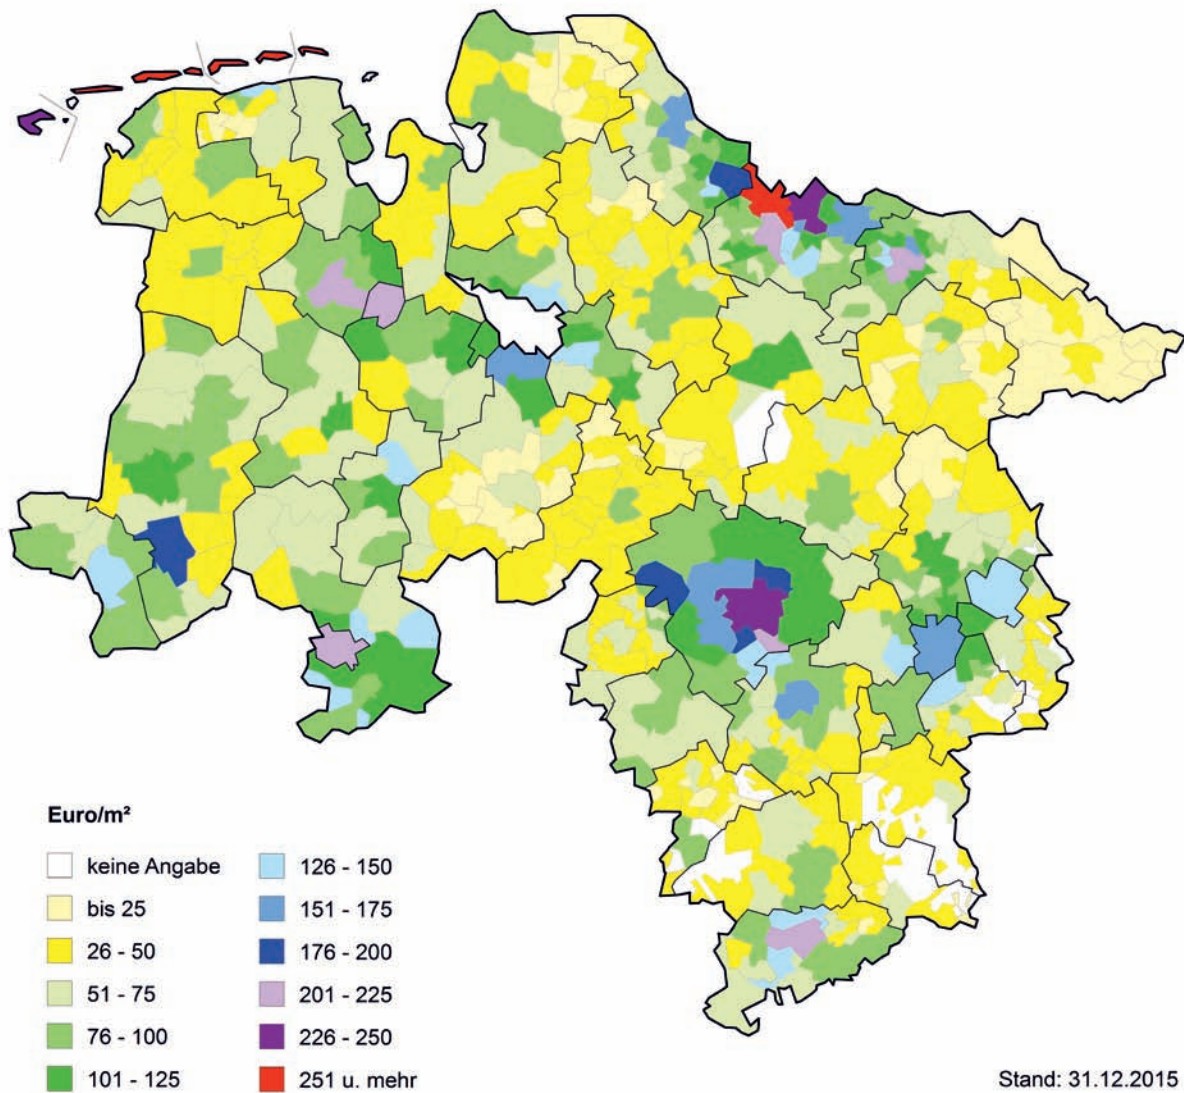 Euro/m²
keine Angabe
bis 25
26 - 50
51 - 75
76 - 100
101 - 125
126 - 150
151 - 175
176 - 200
201 - 225
226 - 250
251 u. mehr
Stand: 31.12.2015